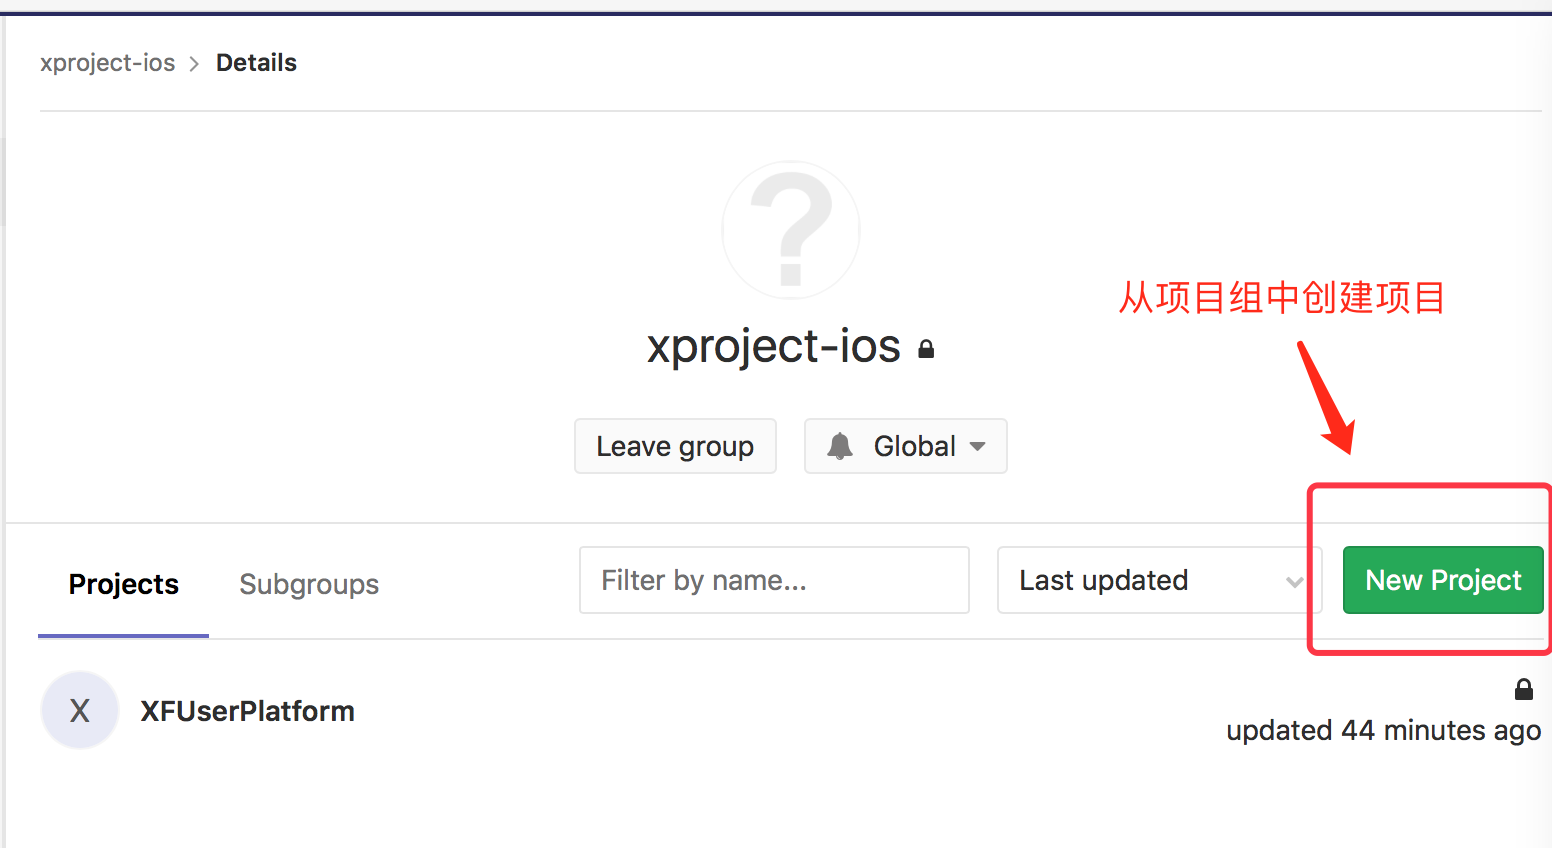 xproject-ios > Details
?
从项目组中创建项目
xproject-ios
Leave group
Global
Projects
Subgroups
Filter by name...
Last updated
New Project
X
XFUserPlatform
updated 44 minutes ago